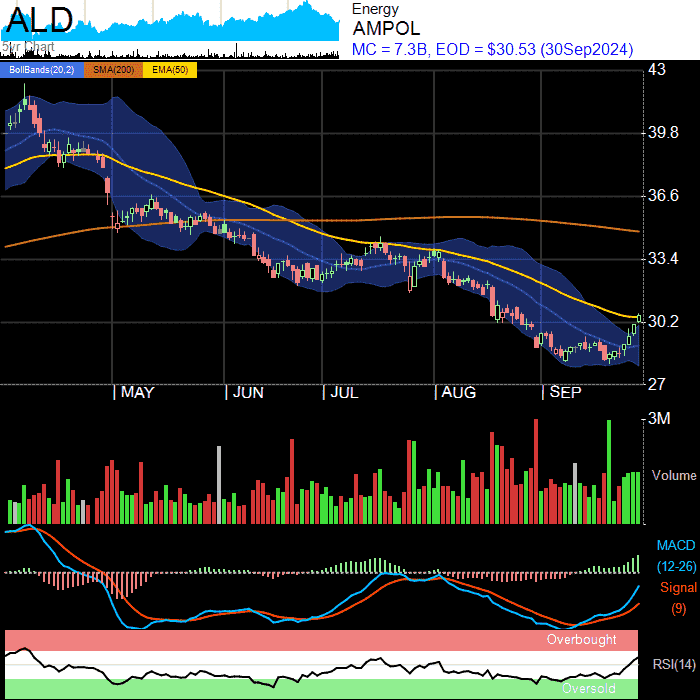 ALD
5yr Chart
Energy
AMPOL
MC = 7.3B, EOD = $30.53 (30Sep2024)
BollBands(20,2) SMA(200) EMA(50)
43
39.8
36.6
33.4
30.2
27
MAY JUN JUL AUG SEP
3M
Volume
MACD
(12-26)
Signal
(9)
Overbought
RSI(14)
Oversold